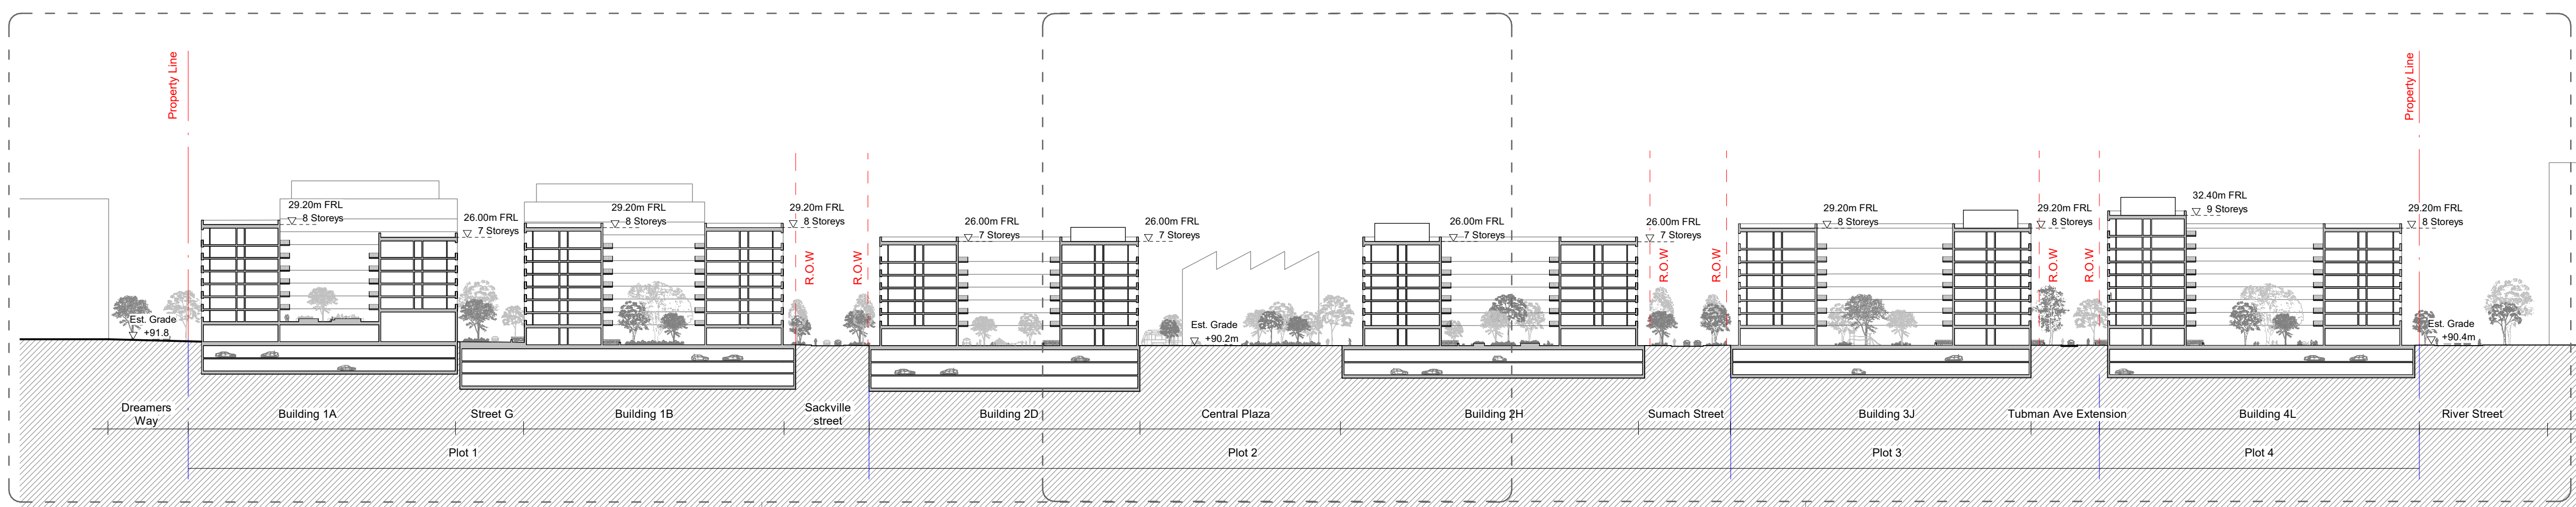 Property Line
Property Line
29.20m FRL
8 Storeys
26.00m FRL
7 Storeys
29.20m FRL
8 Storeys
29.20m FRL
8 Storeys
R.O.W
R.O.W
26.00m FRL
7 Storeys
26.00m FRL
7 Storeys
26.00m FRL
7 Storeys
26.00m FRL
7 Storeys
R.O.W
R.O.W
29.20m FRL
8 Storeys
29.20m FRL
8 Storeys
R.O.W
R.O.W
32.40m FRL
9 Storeys
29.20m FRL
8 Storeys
Est. Grade
+91.8
Est. Grade
+90.2m
Est. Grade
+90.4m
Dreamers
Way
Building 1A
Street G
Building 1B
Sackville
street
Building 2D
Central Plaza
Building 2H
Sumach Street
Building 3J
Tubman Ave Extension
Building 4L
River Street
Plot 1
Plot 2
Plot 3
Plot 4